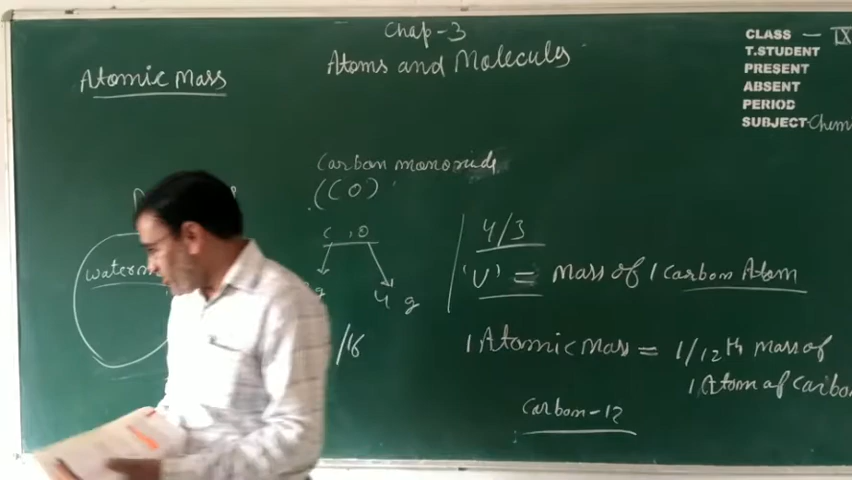 Chap-3
Atoms and Molecules
CLASS — IX
T.STUDENT
PRESENT
ABSENT
PERIOD
SUBJECT Chem
Atomic Mass
Carbon monoxide
(CO)
C, O
4 g
/16
4/3
'U' = Mass of 1 Carbon Atom
1 Atomic Mass = 1/12th Mass of
1 Atom of Carbo
Carbon-12